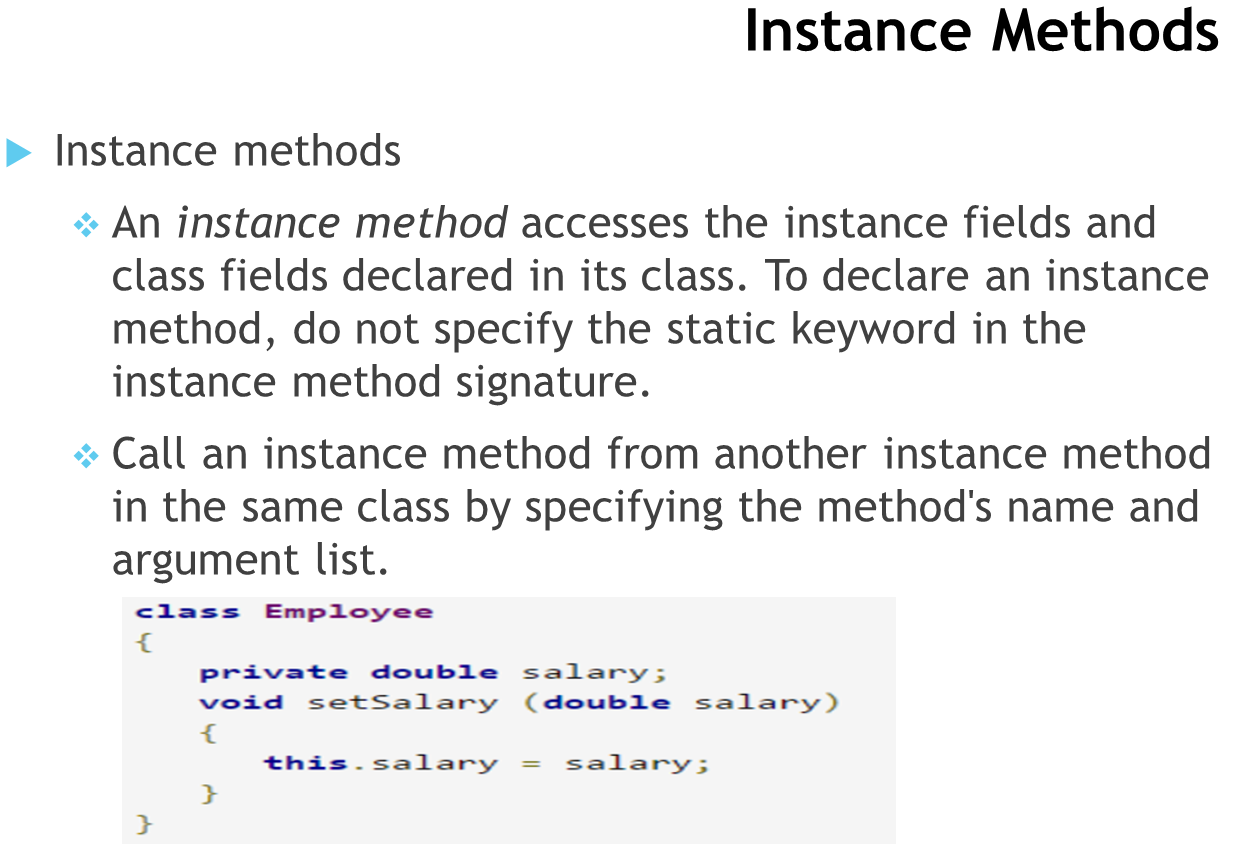 Instance Methods
Instance methods
An instance method accesses the instance fields and
class fields declared in its class. To declare an instance
method, do not specify the static keyword in the
instance method signature.
Call an instance method from another instance method
in the same class by specifying the method's name and
argument list.
class Employee
{
    private double salary;
    void setSalary (double salary)
    {
        this.salary = salary;
    }
}